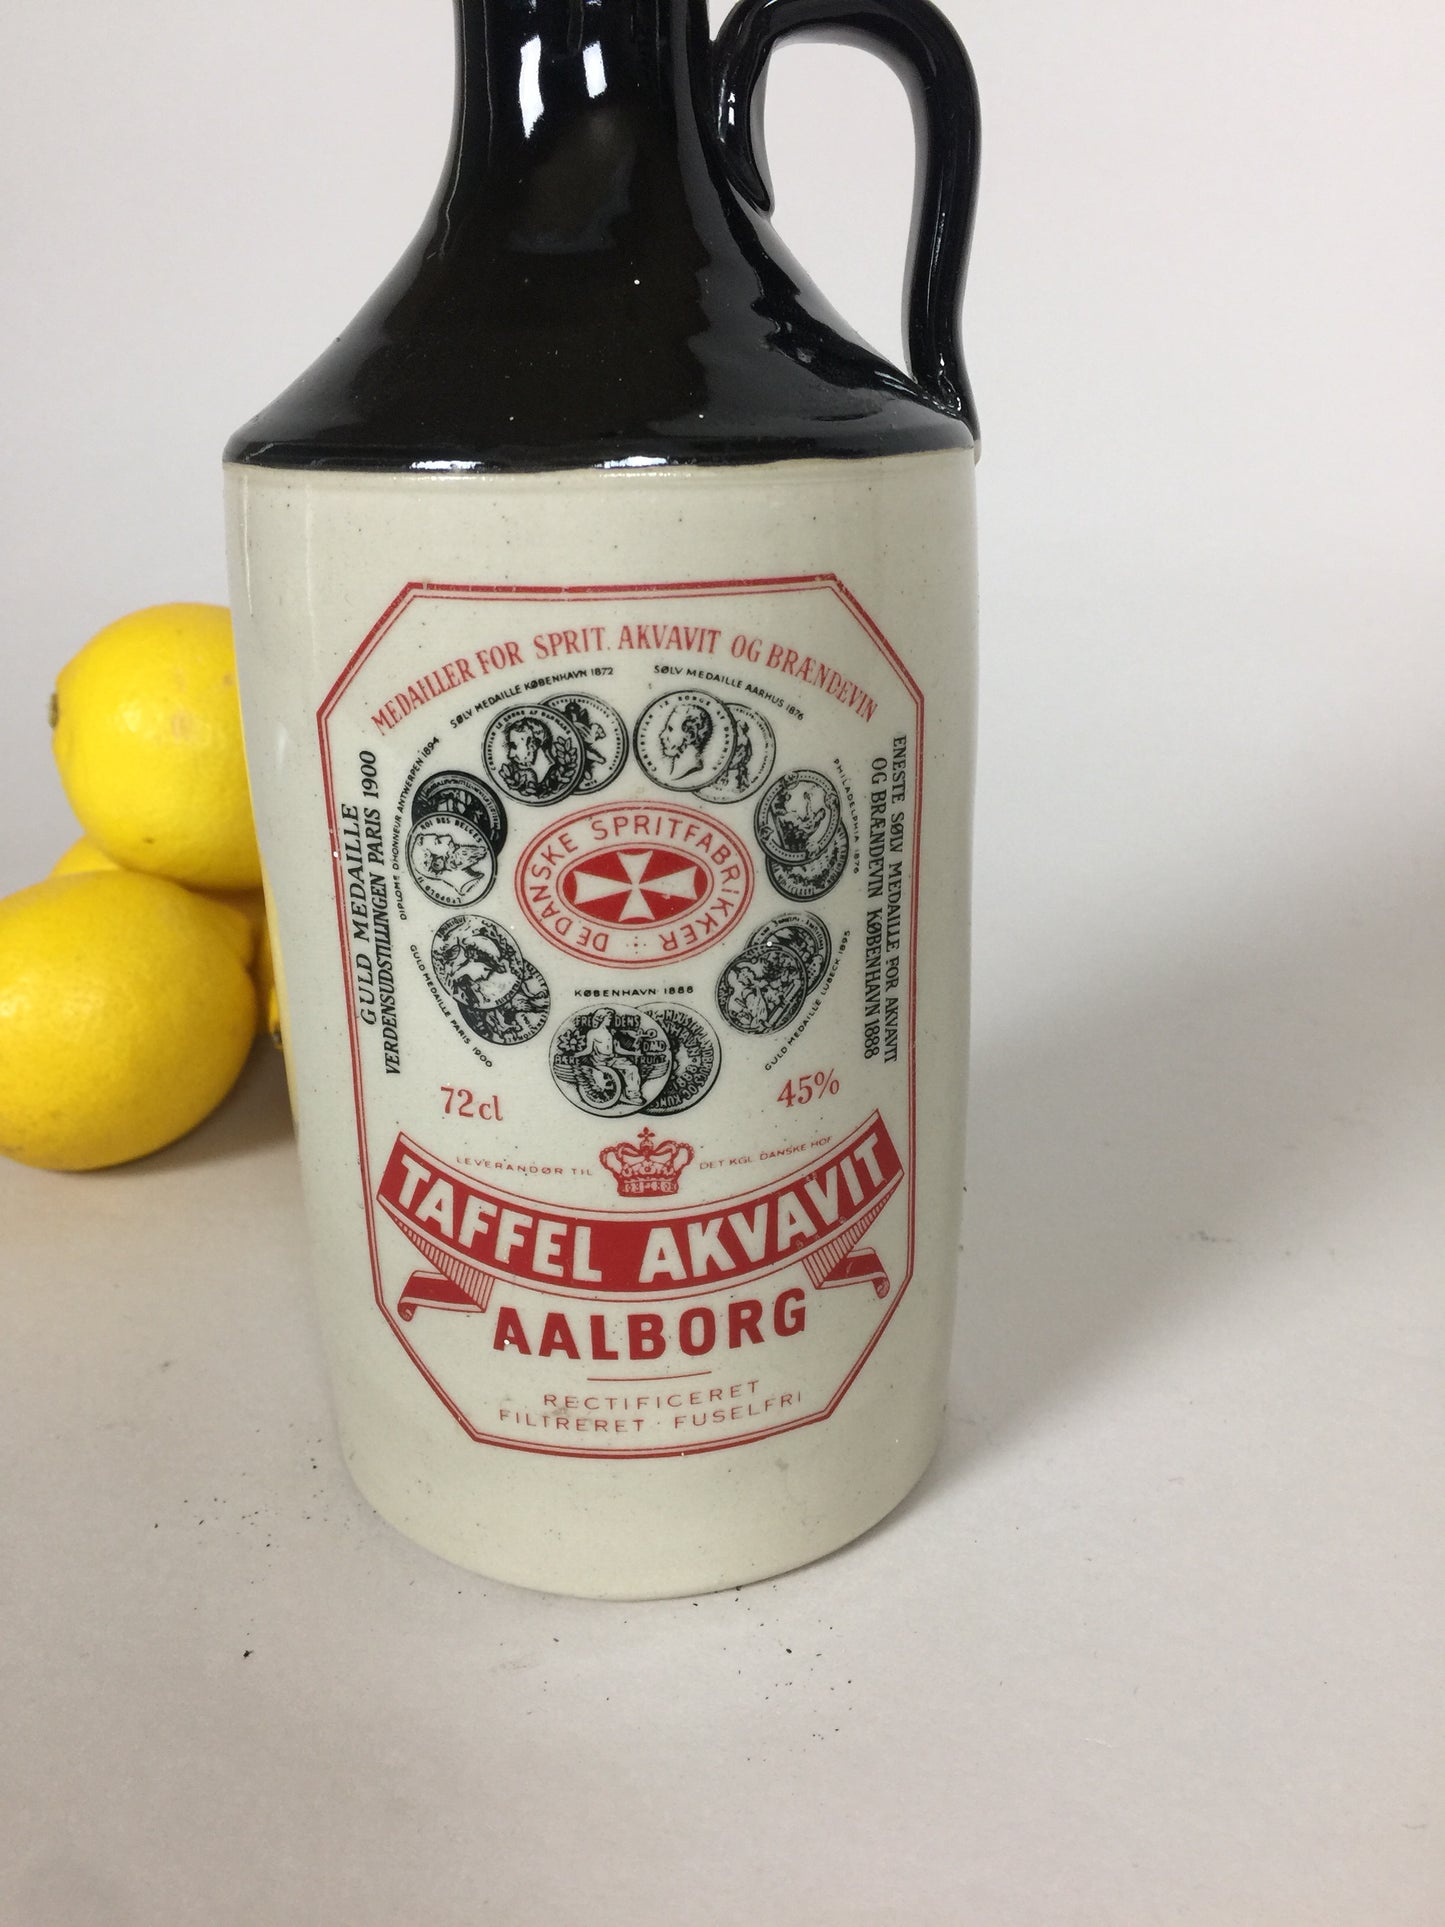 MEDAILLER FOR SPRIT. AKVAVIT OG BRÆNDEVIN
SØLV MEDAILLE KØBENHAVN 1872
SØLV MEDAILLE AARHUS 1876
DIPLOME D'HONNEUR ANTWERPEN 1894
PHILADELPHIA 1876
GULD MEDAILLE
VERDENSUDSTILLINGEN PARIS 1900
ENESTE SØLV MEDAILLE FOR AKVAVIT
OG BRÆNDEVIN KØBENHAVN 1888
DE DANSKE SPRITFABRIKKER
GULD MEDAILLE PARIS 1900
KØBENHAVN 1888
GULD MEDAILLE LUBECK 1895
FREDENS
72cl
45%
LEVERANDØR TIL
DET KGL. DANSKE HOF
TAFFEL AKVAVIT
AALBORG
RECTIFICERET
FILTRERET · FUSELFRI